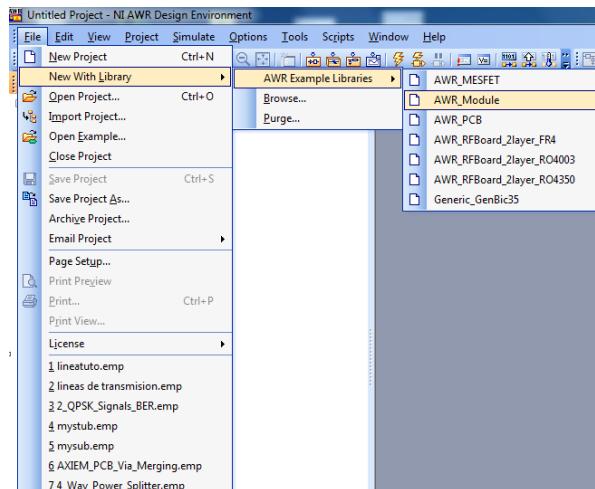 Untitled Project - NI AWR Design Environment
File Edit View Project Simulate Options Tools Scripts Window Help
New Project Ctrl+N
New With Library
Open Project... Ctrl+O
Import Project...
Open Example...
Close Project
Save Project Ctrl+S
Save Project As...
Archive Project...
Email Project
Page Setup...
Print Preview
Print... Ctrl+P
Print View...
License
1 lineatuto.emp
2 lineas de transmision.emp
3 2_QPSK_Signals_BER.emp
4 mystub.emp
5 mysub.emp
6 AXIEM_PCB_Via_Merging.emp
7 4_Way_Power_Splitter.emp
AWR Example Libraries
Browse...
Purge...
AWR_MESFET
AWR_Module
AWR_PCB
AWR_RFBoard_2layer_FR4
AWR_RFBoard_2layer_RO4003
AWR_RFBoard_2layer_RO4350
Generic_GenBic35